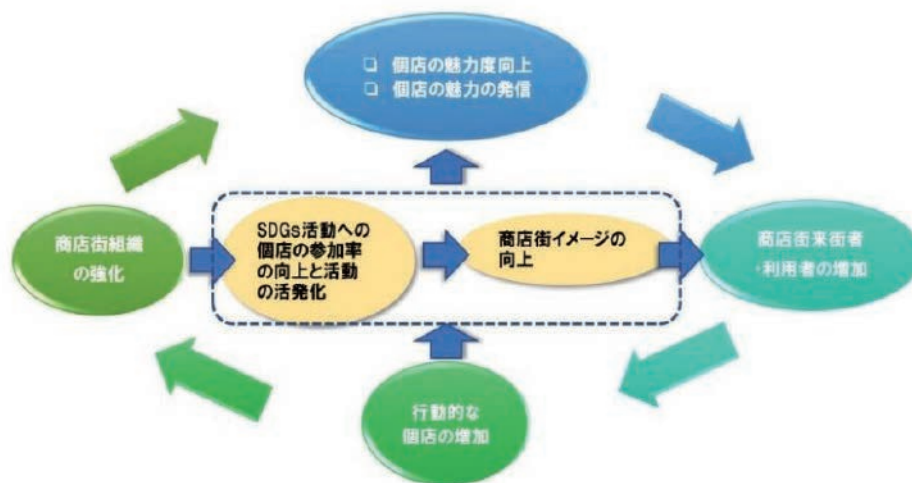 ❑ 個店の魅力度向上
❑ 個店の魅力の発信
商店街組織
の強化
SDGs活動への
個店の参加率
の向上と活動
の活発化
商店街イメージの
向上
商店街来街者
・利用者の増加
行動的な
個店の増加